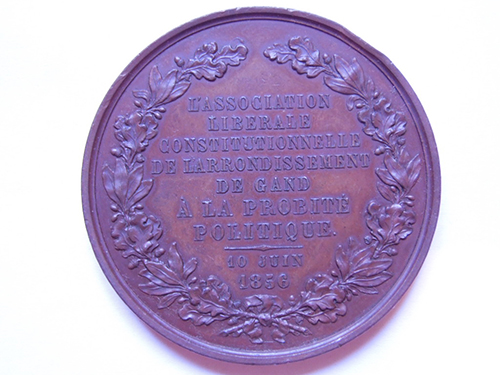 L'ASSOCIATION
LIBERALE
CONSTITUTIONNELLE
DE L'ARRONDISSEMENT
DE GAND
À LA PROBITÉ
POLITIQUE.
10 JUIN
1856